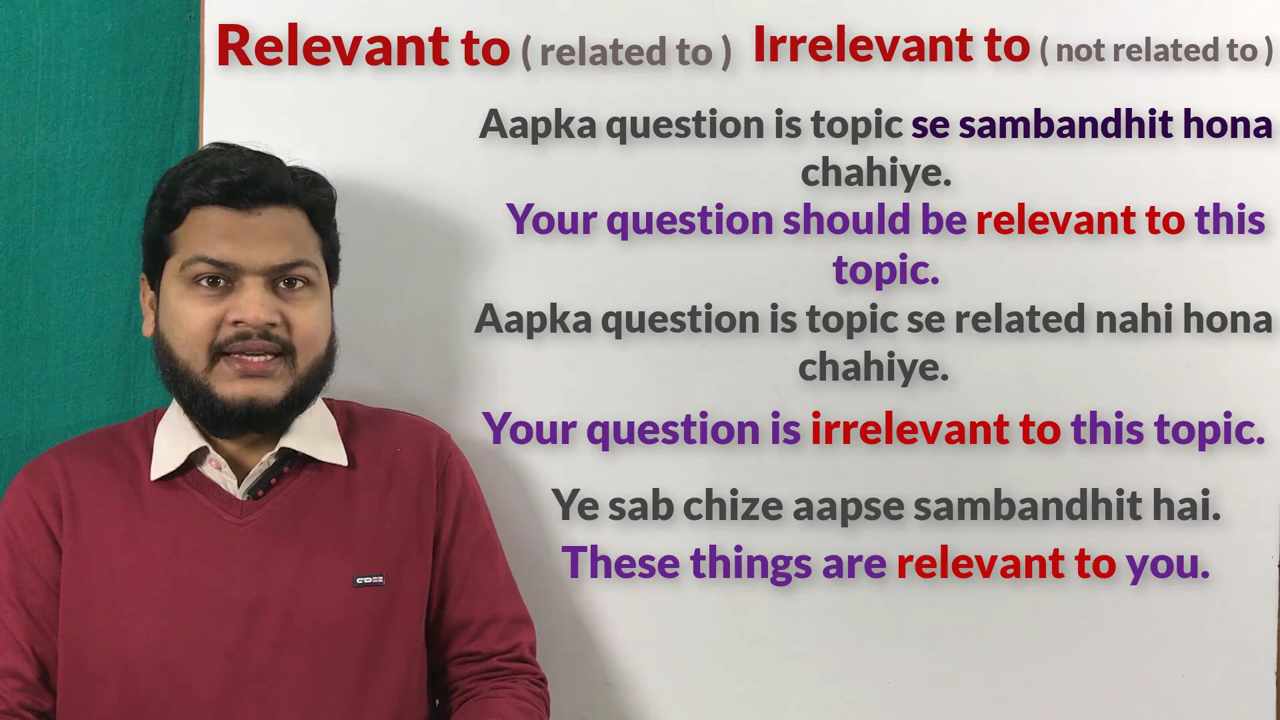 Relevant to ( related to ) Irrelevant to ( not related to )
Aapka question is topic se sambandhit hona
chahiye.
Your question should be relevant to this
topic.
Aapka question is topic se related nahi hona
chahiye.
Your question is irrelevant to this topic.
Ye sab chize aapse sambandhit hai.
These things are relevant to you.